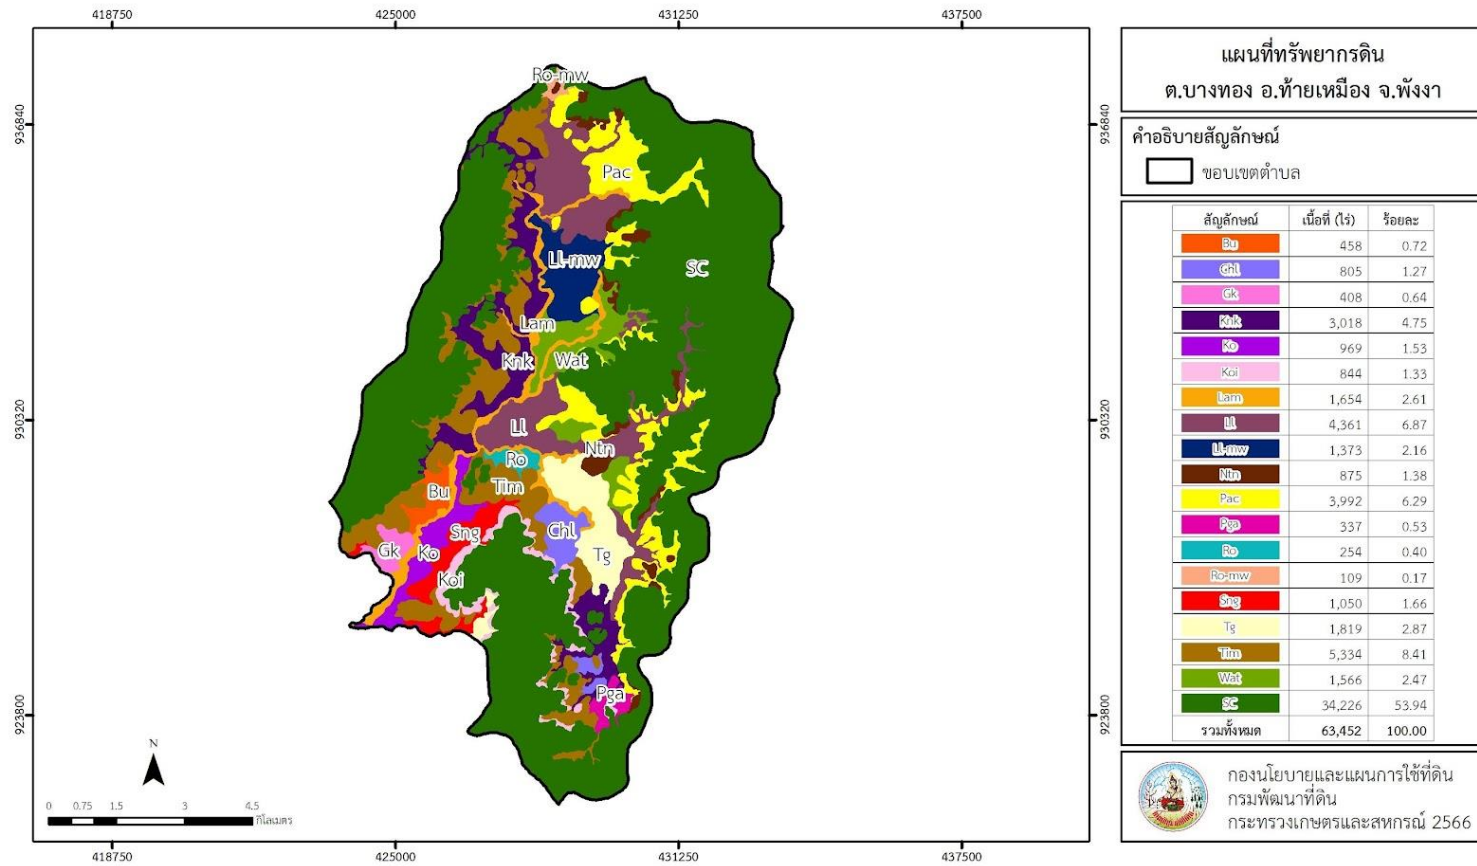 418750 425000 431250 437500
936840 936840
930320 930320
923800 923800
Ro-mw
Pac
Ll-mw
SC
Lam
Knk Wat
Ll
Ntn
Ro
Tim
Bu
Sng Chl
Gk Ko Tg
Koi
Pga
N
0 0.75 1.5 3 4.5
กิโลเมตร
418750 425000 431250 437500
แผนที่ทรัพยากรดิน
ต.บางทอง อ.ท้ายเหมือง จ.พังงา
คำอธิบายสัญลักษณ์
ขอบเขตตำบล
สัญลักษณ์ เนื้อที่ (ไร่) ร้อยละ
Bu 458 0.72
Chl 805 1.27
Gk 408 0.64
Knk 3,018 4.75
Ko 969 1.53
Koi 844 1.33
Lam 1,654 2.61
Ll 4,361 6.87
Ll-mw 1,373 2.16
Ntn 875 1.38
Pac 3,992 6.29
Pga 337 0.53
Ro 254 0.40
Ro-mw 109 0.17
Sng 1,050 1.66
Tg 1,819 2.87
Tim 5,334 8.41
Wat 1,566 2.47
SC 34,226 53.94
รวมทั้งหมด 63,452 100.00
กองนโยบายและแผนการใช้ที่ดิน
กรมพัฒนาที่ดิน
กระทรวงเกษตรและสหกรณ์ 2566